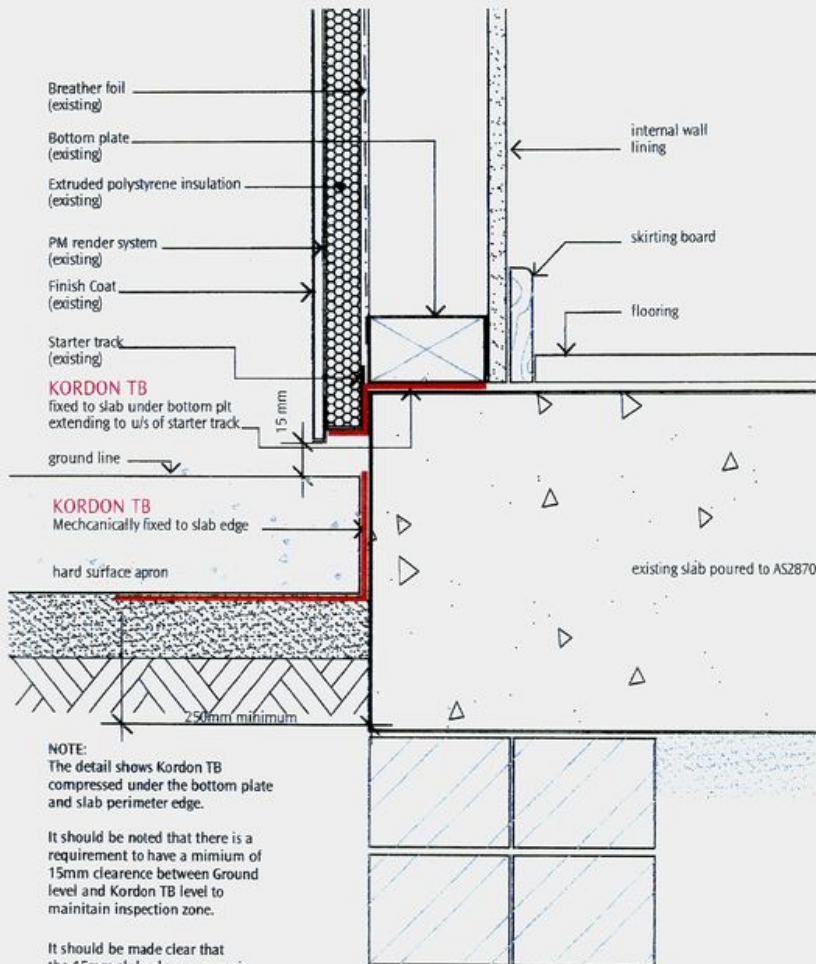 Breather foil
(existing)
Bottom plate
(existing)
Extruded polystyrene insulation
(existing)
PM render system
(existing)
Finish Coat
(existing)
Starter track
(existing)
KORDON TB
fixed to slab under bottom plt
extending to u/s of starter track
15 mm
ground line
KORDON TB
Mechcanically fixed to slab edge
hard surface apron
250mm minimum
internal wall
lining
skirting board
flooring
existing slab poured to AS2870
NOTE:
The detail shows Kordon TB
compressed under the bottom plate
and slab perimeter edge.
It should be noted that there is a
requirement to have a mimium of
15mm clearence between Ground
level and Kordon TB level to
mainitain inspection zone.
It should be made clear that